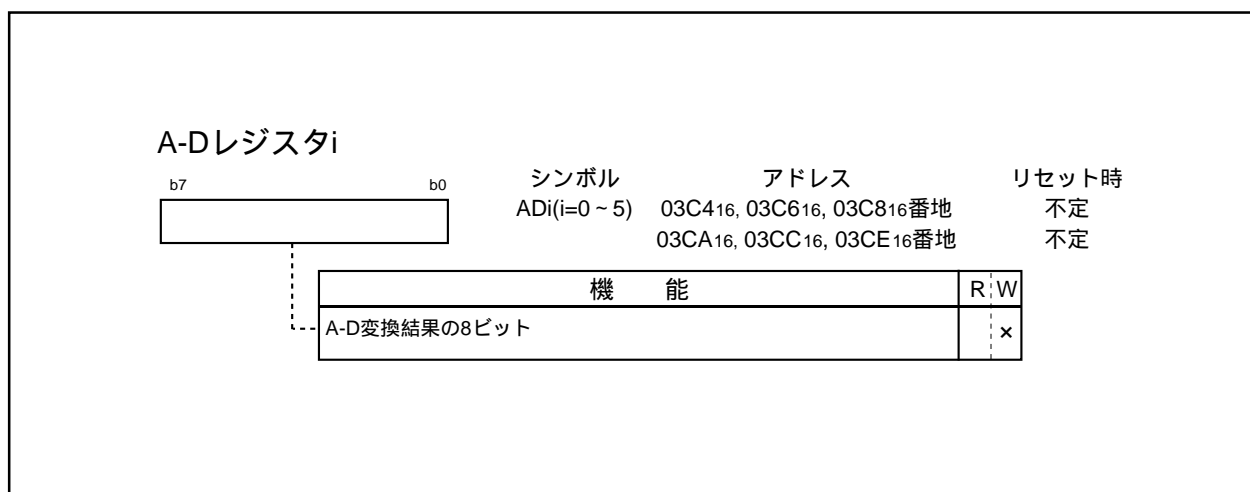 A-Dレジスタi
b7 b0
シンボル アドレス リセット時
ADi(i=0 ~ 5) 03C416, 03C616, 03C816番地 不定
03CA16, 03CC16, 03CE16番地 不定
機 能 R W
A-D変換結果の8ビット ×